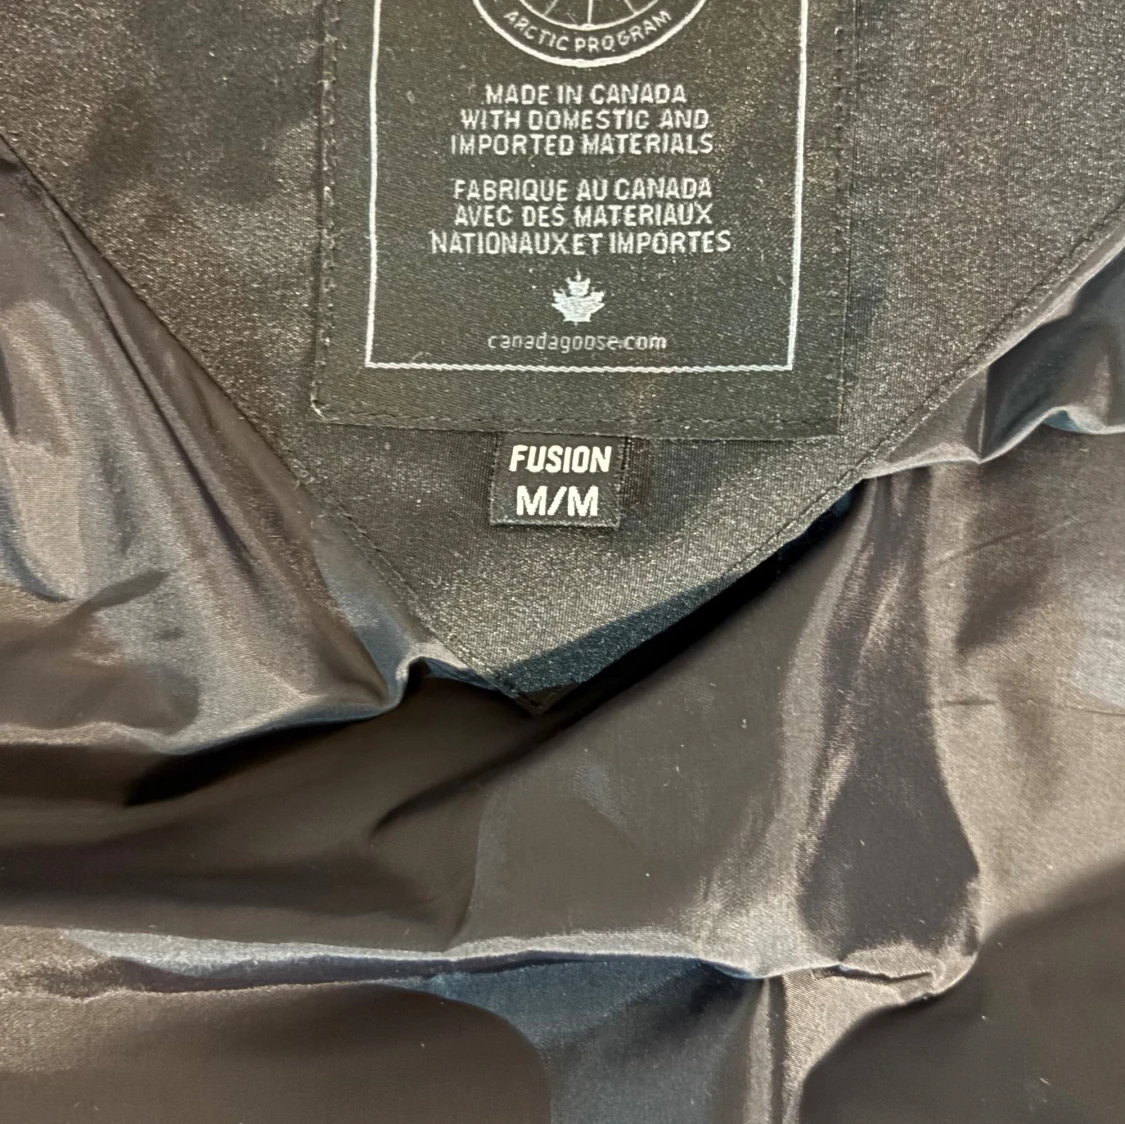 ARCTIC PROGRAM
MADE IN CANADA
WITH DOMESTIC AND
IMPORTED MATERIALS
FABRIQUE AU CANADA
AVEC DES MATERIAUX
NATIONAUX ET IMPORTES
canadagoose.com
FUSION
M/M